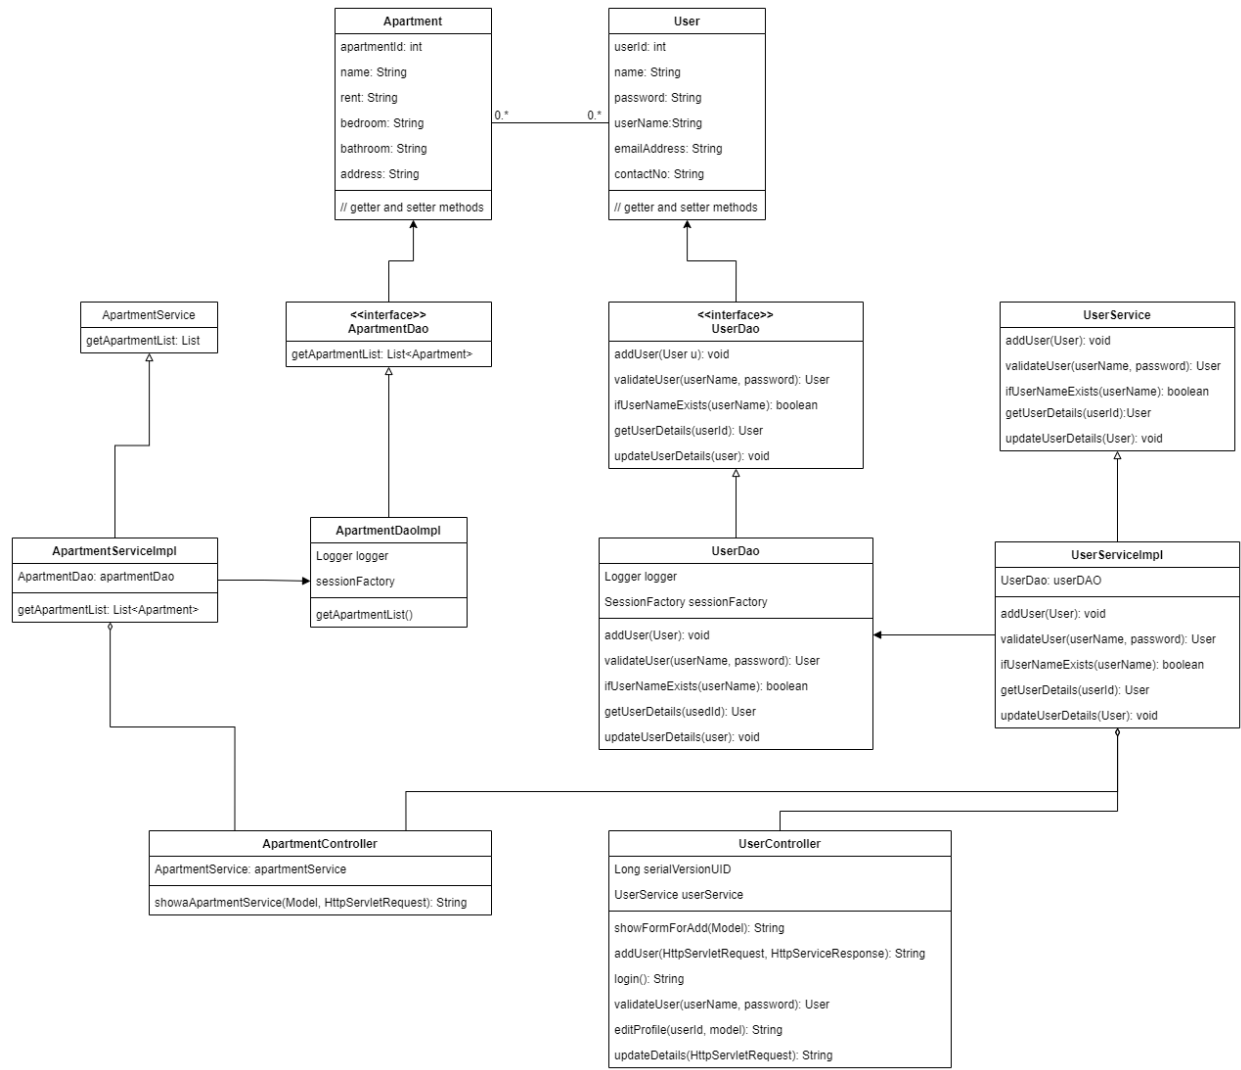 Apartment
apartmentId: int
name: String
rent: String
bedroom: String
bathroom: String
address: String
// getter and setter methods
0.*
0.*
User
userId: int
name: String
password: String
userName:String
emailAddress: String
contactNo: String
// getter and setter methods
ApartmentService
getApartmentList: List
<<interface>>
ApartmentDao
getApartmentList: List<Apartment>
<<interface>>
UserDao
addUser(User u): void
validateUser(userName, password): User
ifUserNameExists(userName): boolean
getUserDetails(userId): User
updateUserDetails(user): void
UserService
addUser(User): void
validateUser(userName, password): User
ifUserNameExists(userName): boolean
getUserDetails(userId):User
updateUserDetails(User): void
ApartmentServiceImpl
ApartmentDao: apartmentDao
getApartmentList: List<Apartment>
ApartmentDaoImpl
Logger logger
sessionFactory
getApartmentList()
UserDao
Logger logger
SessionFactory sessionFactory
addUser(User): void
validateUser(userName, password): User
ifUserNameExists(userName): boolean
getUserDetails(usedId): User
updateUserDetails(user): void
UserServiceImpl
UserDao: userDAO
addUser(User): void
validateUser(userName, password): User
ifUserNameExists(userName): boolean
getUserDetails(userId): User
updateUserDetails(User): void
ApartmentController
ApartmentService: apartmentService
showaApartmentService(Model, HttpServletRequest): String
UserController
Long serialVersionUID
UserService userService
showFormForAdd(Model): String
addUser(HttpServletRequest, HttpServiceResponse): String
login(): String
validateUser(userName, password): User
editProfile(userId, model): String
updateDetails(HttpServletRequest): String